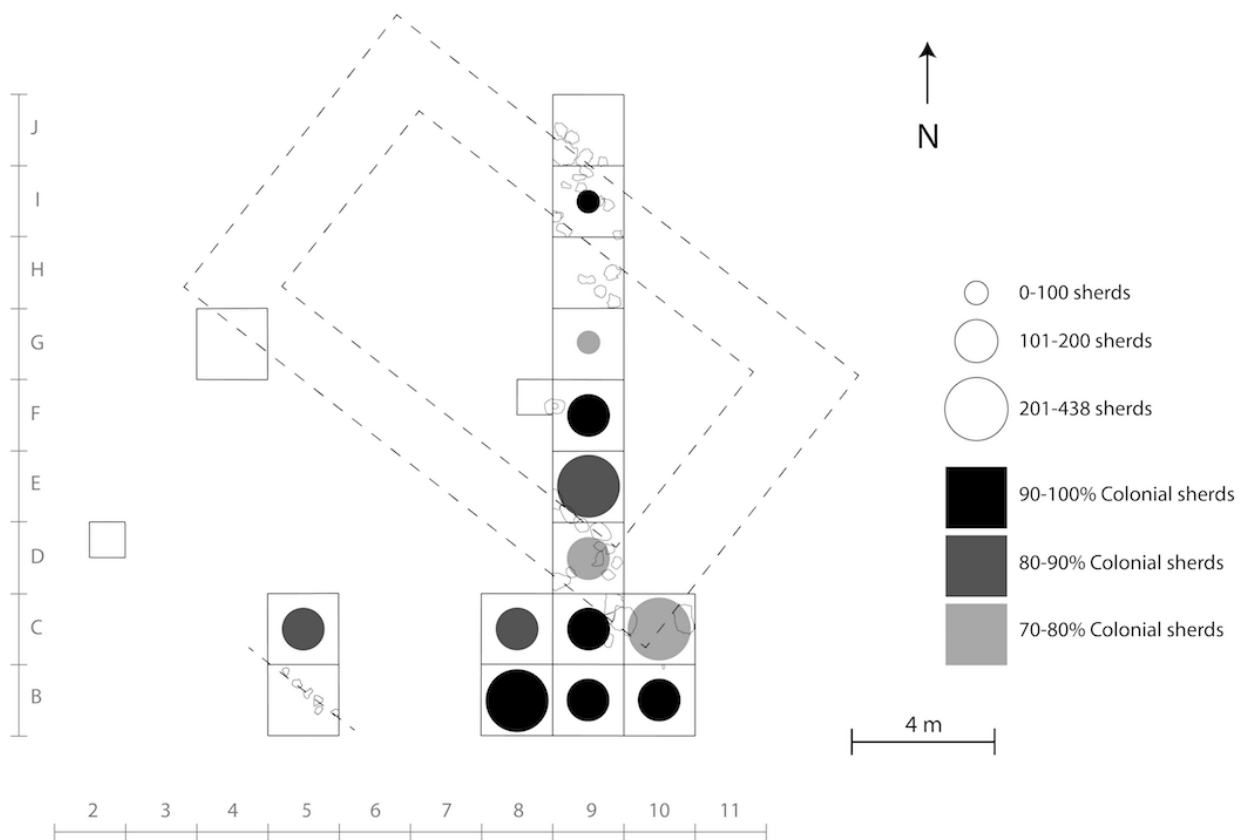 N
J
I
H
G
F
E
D
C
B
0-100 sherds
101-200 sherds
201-438 sherds
90-100% Colonial sherds
80-90% Colonial sherds
70-80% Colonial sherds
4 m
2 3 4 5 6 7 8 9 10 11